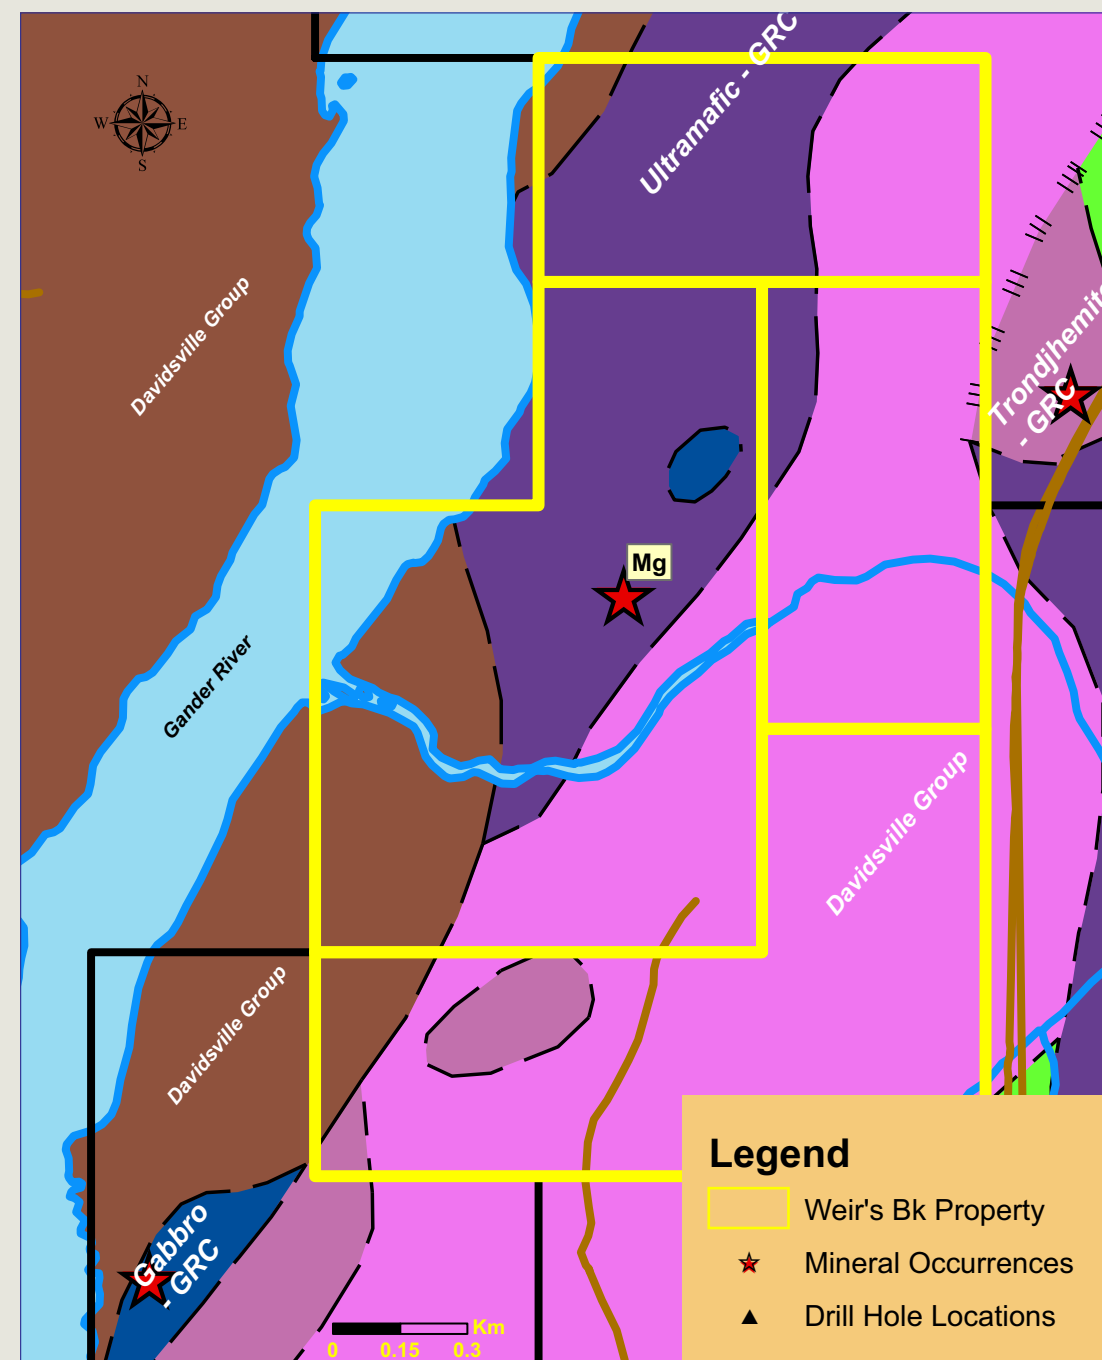 Ultramafic - GRC
N
W E
S
Davidsville Group
Trondjhemite
- GRC
Mg
Gander River
Davidsville Group
Davidsville Group
Gabbro
- GRC
Km
0 0.15 0.3
Legend
Weir's Bk Property
Mineral Occurrences
Drill Hole Locations